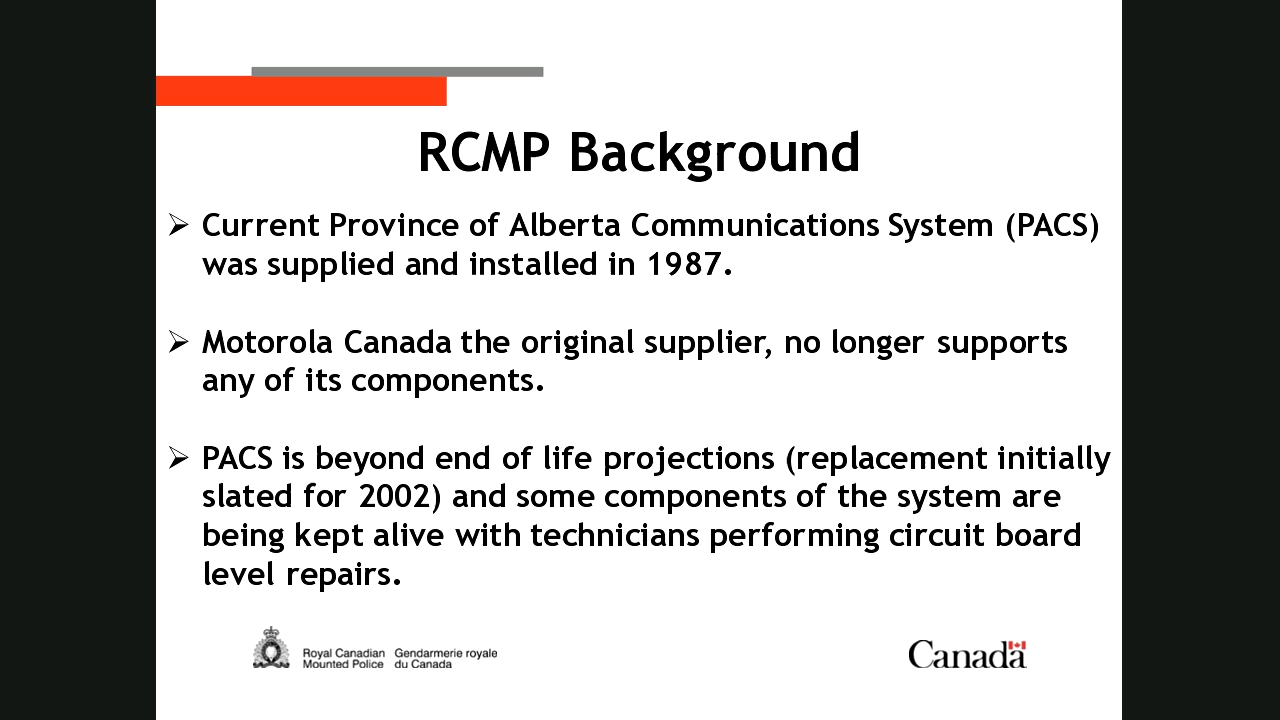 RCMP Background
➢ Current Province of Alberta Communications System (PACS)
was supplied and installed in 1987.
➢ Motorola Canada the original supplier, no longer supports
any of its components.
➢ PACS is beyond end of life projections (replacement initially
slated for 2002) and some components of the system are
being kept alive with technicians performing circuit board
level repairs.
Royal Canadian Gendarmerie royale
Mounted Police du Canada
Canada